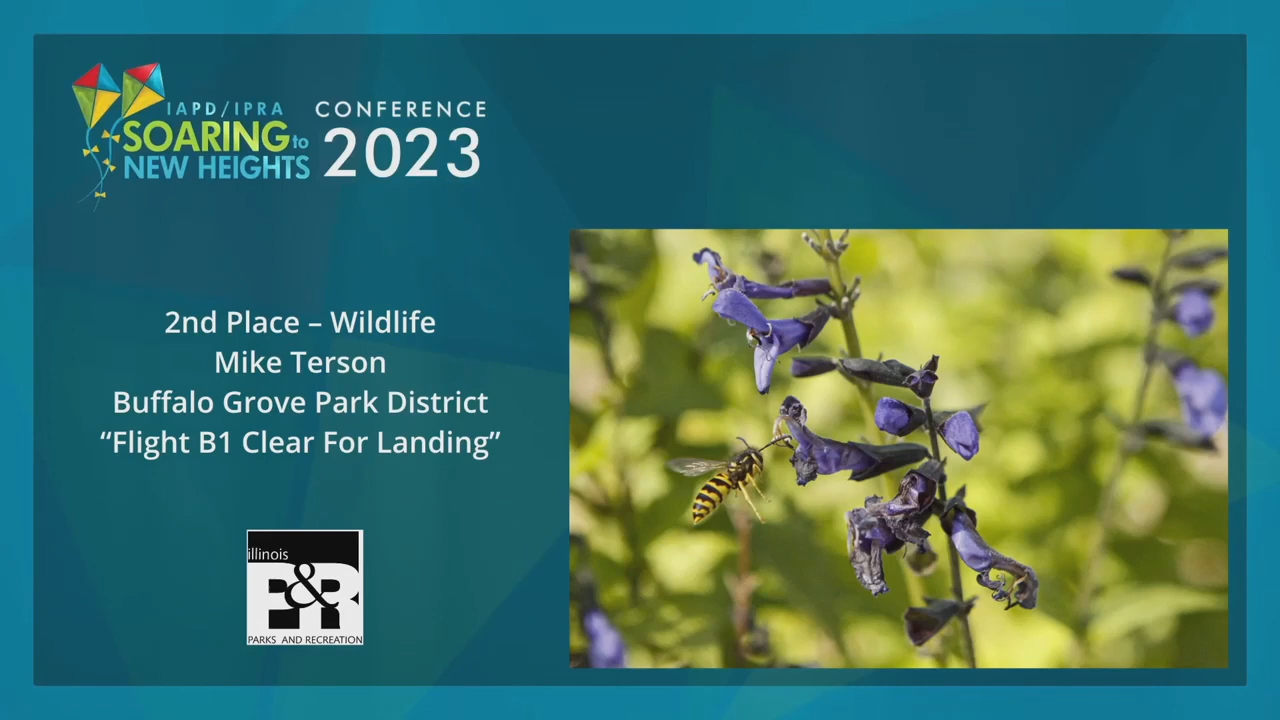 IAPD/IPRA
SOARING to
NEW HEIGHTS
CONFERENCE
2023
2nd Place – Wildlife
Mike Terson
Buffalo Grove Park District
“Flight B1 Clear For Landing”
illinois
P&R
PARKS AND RECREATION